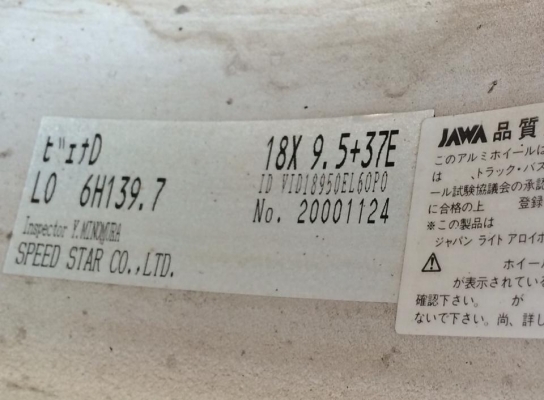 ビエナD
18X 9.5+37E
LO 6H139.7
ID VID18950EL60PO
No. 20001124
Inspector Y.MINOMURA
SPEED STAR CO.,LTD.
JAWA 品質
このアルミホイールは
は 、トラック・バス
ール試験協議会の承認
に合格の上 登録
※この製品は
ジャパン ライト アロイホ
⚠ ホイール
が表示されている
確認下さい。 が
ないで下さい。尚、詳し